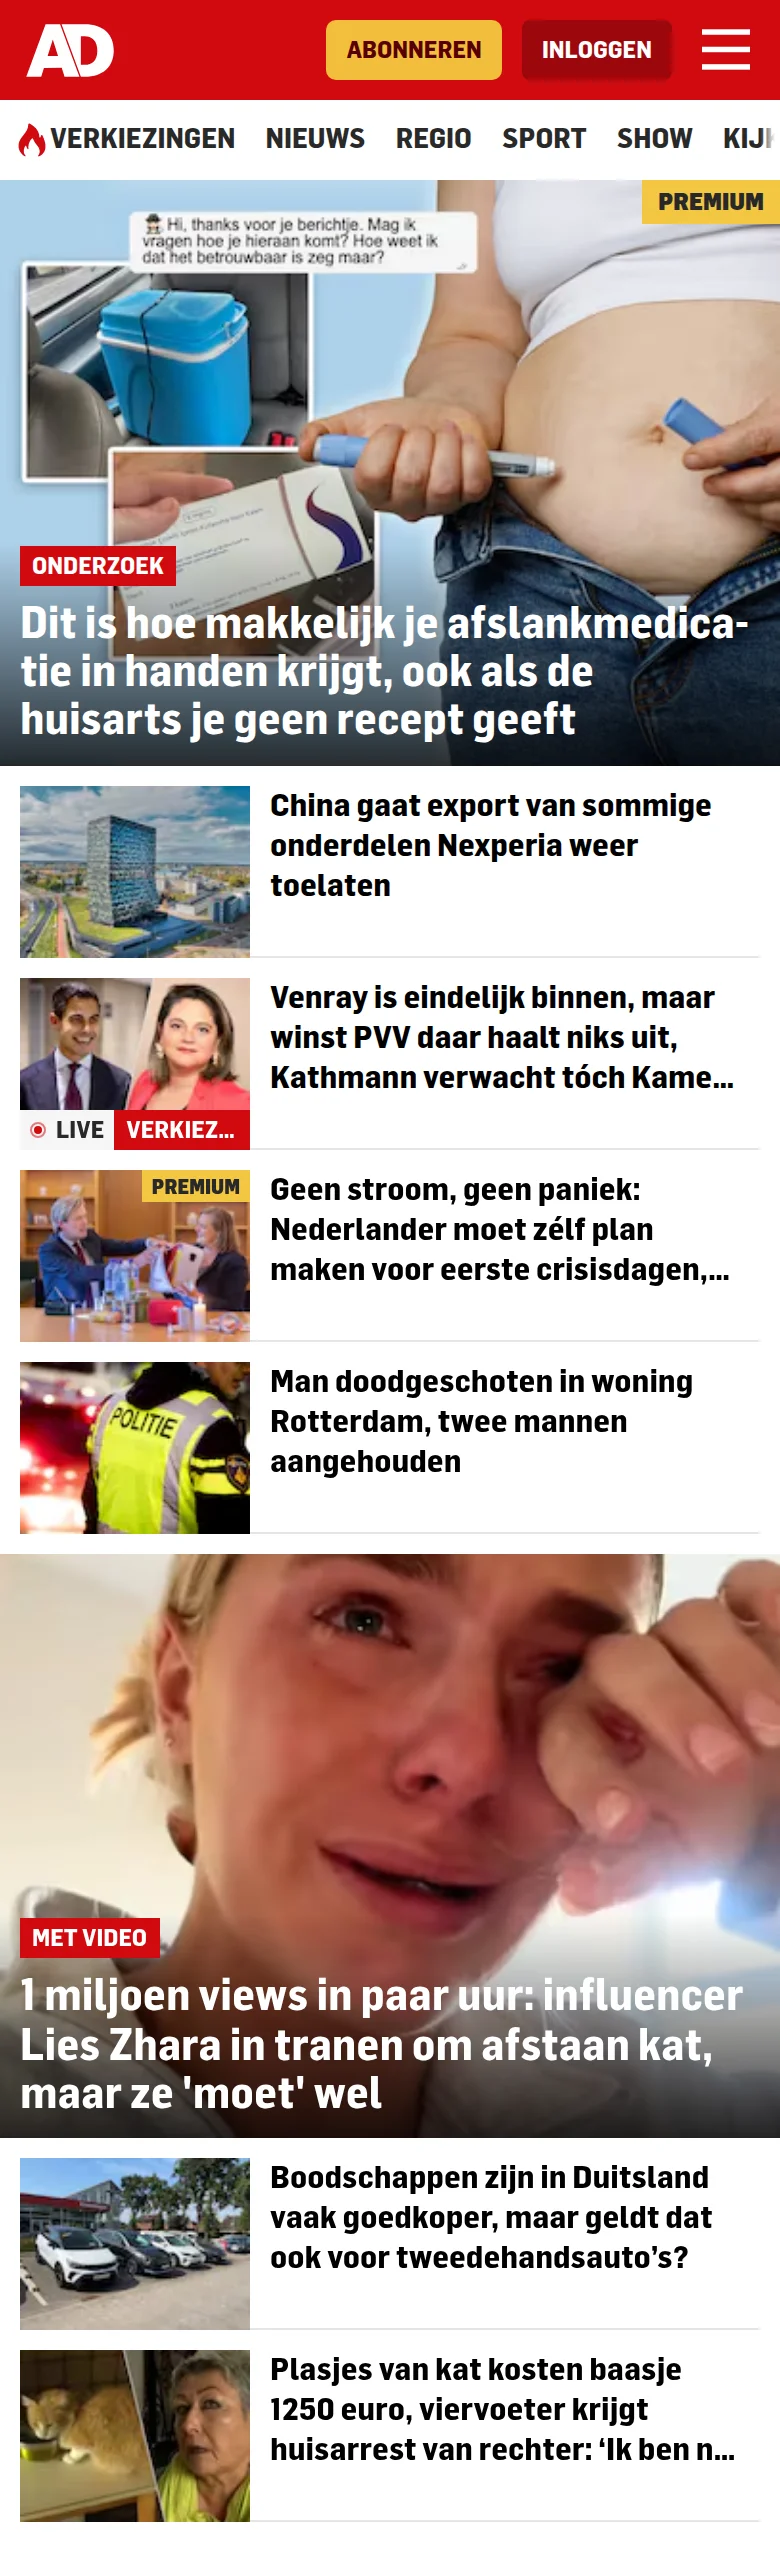 AD
ABONNEREN
INLOGGEN
VERKIEZINGEN
NIEUWS
REGIO
SPORT
SHOW
PREMIUM
Hi, thanks voor je berichtje. Mag ik
vragen hoe je hieraan komt? Hoe weet ik
dat het betrouwbaar is zeg maar?
ONDERZOEK
Dit is hoe makkelijk je afslankmedica-
tie in handen krijgt, ook als de
huisarts je geen recept geeft
China gaat export van sommige
onderdelen Nexperia weer
toelaten
Venray is eindelijk binnen, maar
winst PVV daar haalt niks uit,
Kathmann verwacht tóch Kame...
LIVE
VERKIEZ...
PREMIUM
Geen stroom, geen paniek:
Nederlander moet zélf plan
maken voor eerste crisisdagen,...
POLITIE
Man doodgeschoten in woning
Rotterdam, twee mannen
aangehouden
MET VIDEO
1 miljoen views in paar uur: influencer
Lies Zhara in tranen om afstaan kat,
maar ze 'moet' wel
Boodschappen zijn in Duitsland
vaak goedkoper, maar geldt dat
ook voor tweedehandsauto’s?
Plasjes van kat kosten baasje
1250 euro, viervoeter krijgt
huisarrest van rechter: ‘Ik ben n...